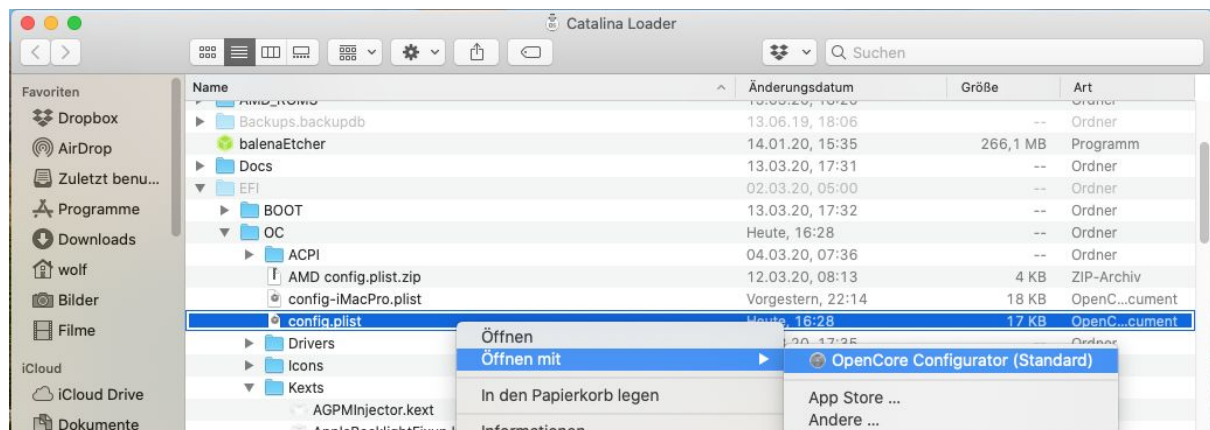 Catalina Loader
Suchen
Favoriten
Dropbox
AirDrop
Zuletzt benu...
Programme
Downloads
wolf
Bilder
Filme
iCloud
iCloud Drive
Dokumente
Name Änderungsdatum Größe Art
AMD_ROMS
Backups.backupdb 13.06.19, 18:06 -- Ordner
balenaEtcher 14.01.20, 15:35 266,1 MB Programm
Docs 13.03.20, 17:31 -- Ordner
EFI 02.03.20, 05:00 -- Ordner
BOOT 13.03.20, 17:32 -- Ordner
OC Heute, 16:28 -- Ordner
ACPI 04.03.20, 07:36 -- Ordner
AMD config.plist.zip 12.03.20, 08:13 4 KB ZIP-Archiv
config-iMacPro.plist Vorgestern, 22:14 18 KB OpenC...cument
config.plist Heute, 16:28 17 KB OpenC...cument
Drivers
Icons
Kexts
AGPMInjector.kext
Öffnen
Öffnen mit
In den Papierkorb legen
Informationen
OpenCore Configurator (Standard)
App Store ...
Andere ...